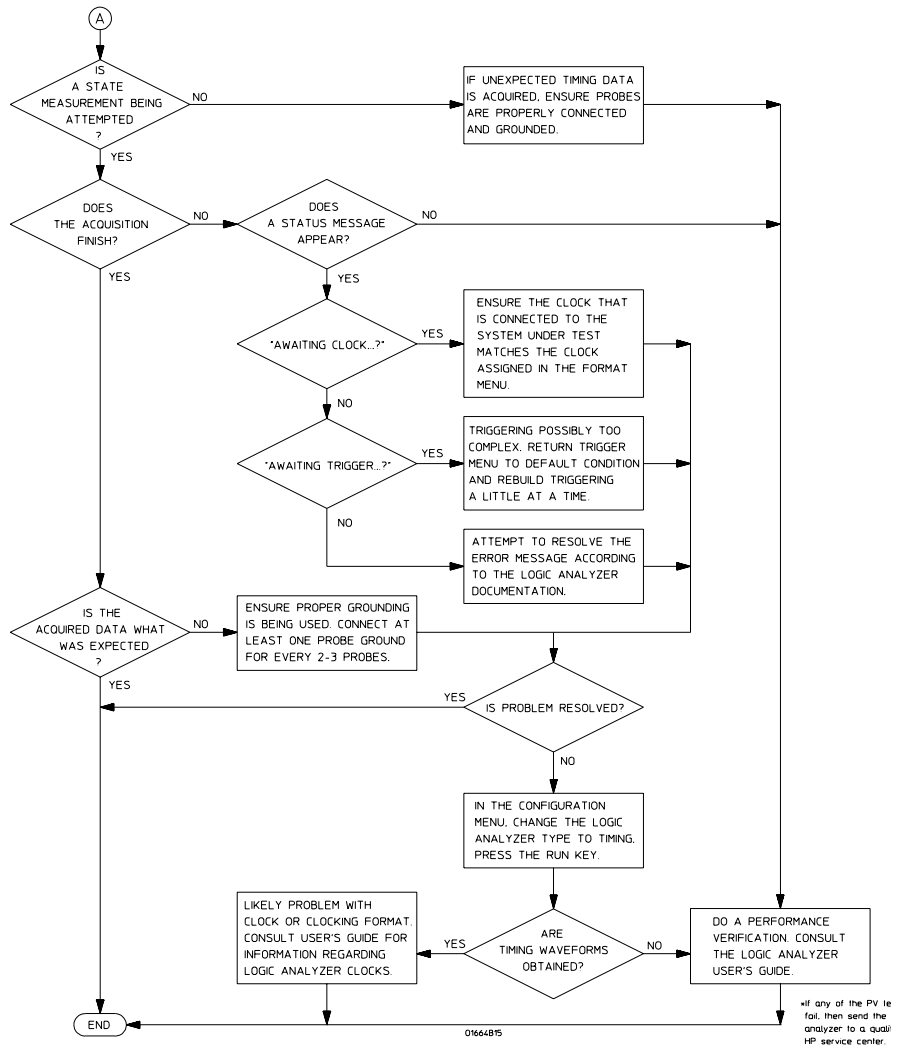 A
IS
A STATE
MEASUREMENT BEING
ATTEMPTED
?
NO
IF UNEXPECTED TIMING DATA
IS ACQUIRED, ENSURE PROBES
ARE PROPERLY CONNECTED
AND GROUNDED.
YES
DOES
THE ACQUISITION
FINISH?
NO
DOES
A STATUS MESSAGE
APPEAR?
NO
YES
YES
"AWAITING CLOCK...?"
YES
ENSURE THE CLOCK THAT
IS CONNECTED TO THE
SYSTEM UNDER TEST
MATCHES THE CLOCK
ASSIGNED IN THE FORMAT
MENU.
NO
"AWAITING TRIGGER...?"
YES
TRIGGERING POSSIBLY TOO
COMPLEX. RETURN TRIGGER
MENU TO DEFAULT CONDITION
AND REBUILD TRIGGERING
A LITTLE AT A TIME.
NO
ATTEMPT TO RESOLVE THE
ERROR MESSAGE ACCORDING
TO THE LOGIC ANALYZER
DOCUMENTATION.
IS THE
ACQUIRED DATA WHAT
WAS EXPECTED
?
NO
ENSURE PROPER GROUNDING
IS BEING USED. CONNECT AT
LEAST ONE PROBE GROUND
FOR EVERY 2-3 PROBES.
YES
YES
IS PROBLEM RESOLVED?
NO
IN THE CONFIGURATION
MENU, CHANGE THE LOGIC
ANALYZER TYPE TO TIMING.
PRESS THE RUN KEY.
LIKELY PROBLEM WITH
CLOCK OR CLOCKING FORMAT.
CONSULT USER'S GUIDE FOR
INFORMATION REGARDING
LOGIC ANALYZER CLOCKS.
YES
ARE
TIMING WAVEFORMS
OBTAINED?
NO
DO A PERFORMANCE
VERIFICATION. CONSULT
THE LOGIC ANALYZER
USER'S GUIDE.
END
01664B15
*If any of the PV te
fail, then send the
analyzer to a quali
HP service center.